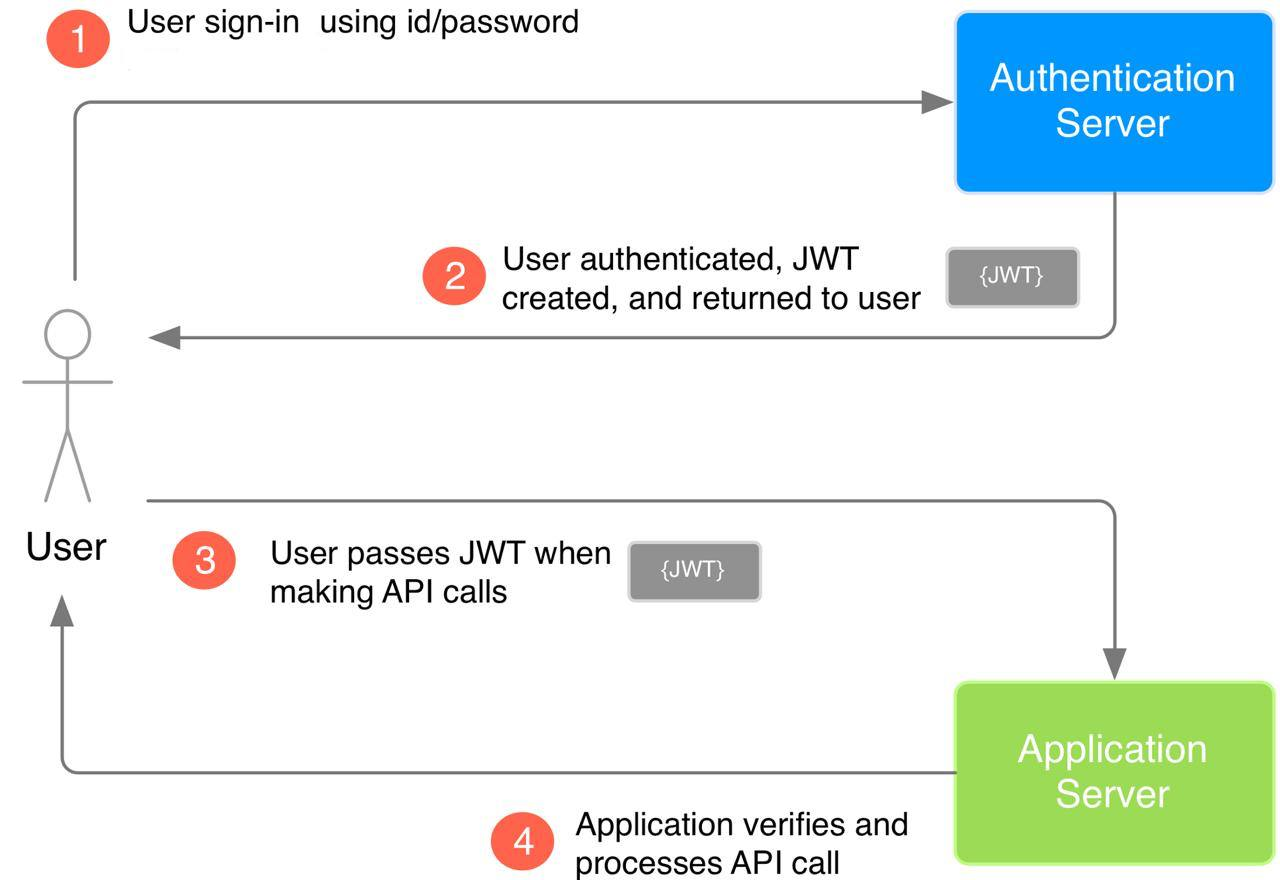 1
User sign-in  using id/password
Authentication
Server
2
User authenticated, JWT
created, and returned to user
{JWT}
User
3
User passes JWT when
making API calls
{JWT}
Application
Server
4
Application verifies and
processes API call